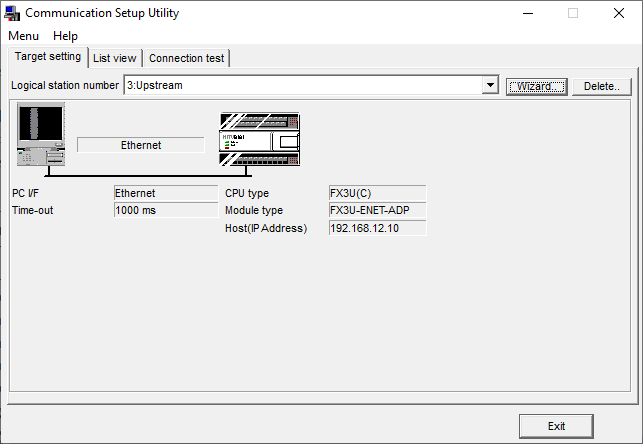 Communication Setup Utility
Menu Help
Target setting List view Connection test
Logical station number 3:Upstream Wizard.. Delete..
Ethernet
PC I/F Ethernet CPU type FX3U(C)
Time-out 1000 ms Module type FX3U-ENET-ADP
Host(IP Address) 192.168.12.10
Exit